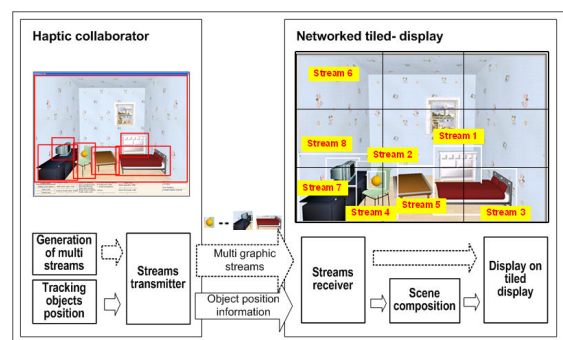 Haptic collaborator
Networked tiled- display
Stream 6
Stream 1
Stream 8
Stream 2
Stream 7
Stream 5
Stream 4
Stream 3
Generation
of multi
streams
Tracking
objects
position
Streams
transmitter
Multi graphic
streams
Object position
information
Streams
receiver
Scene
composition
Display on
tiled
display